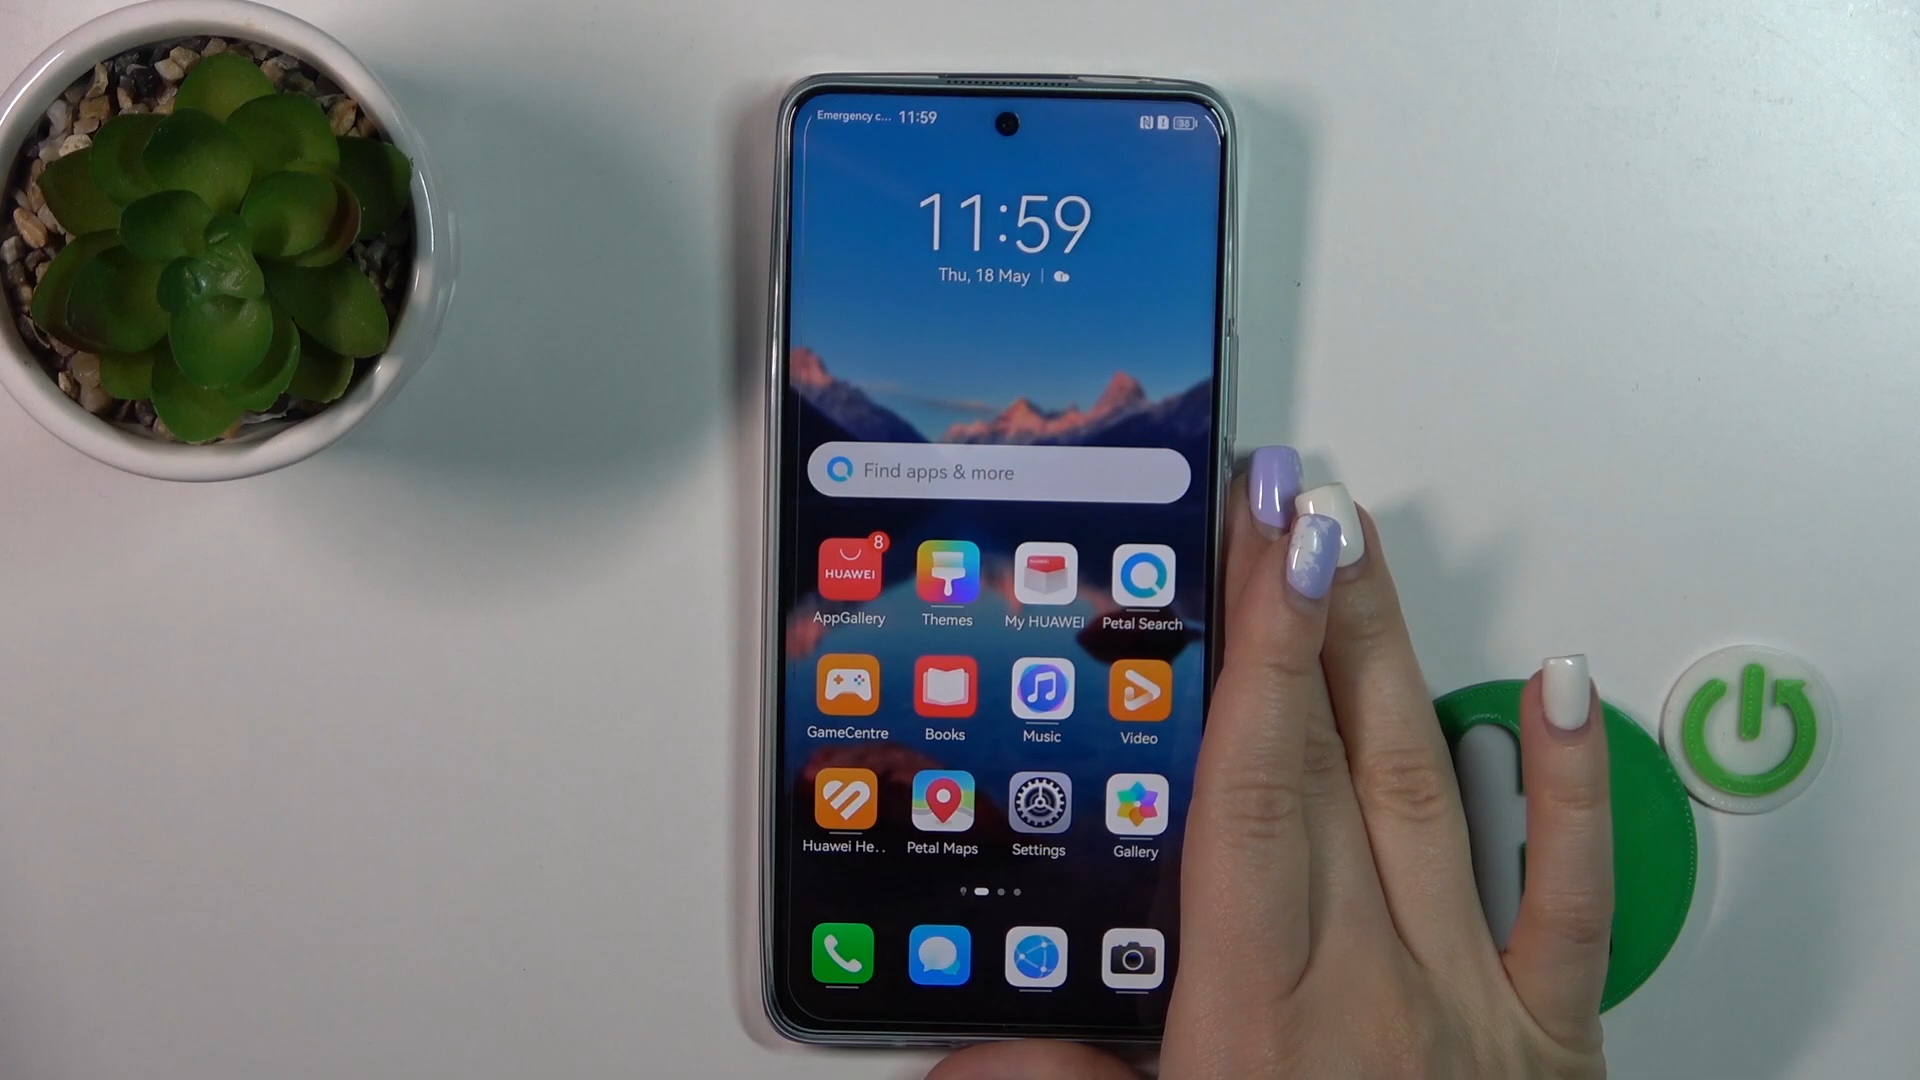 Emergency c... 11:59
38
11:59
Thu, 18 May
Find apps & more
8
HUAWEI
AppGallery Themes My HUAWEI Petal Search
GameCentre Books Music Video
Huawei He.. Petal Maps Settings Gallery